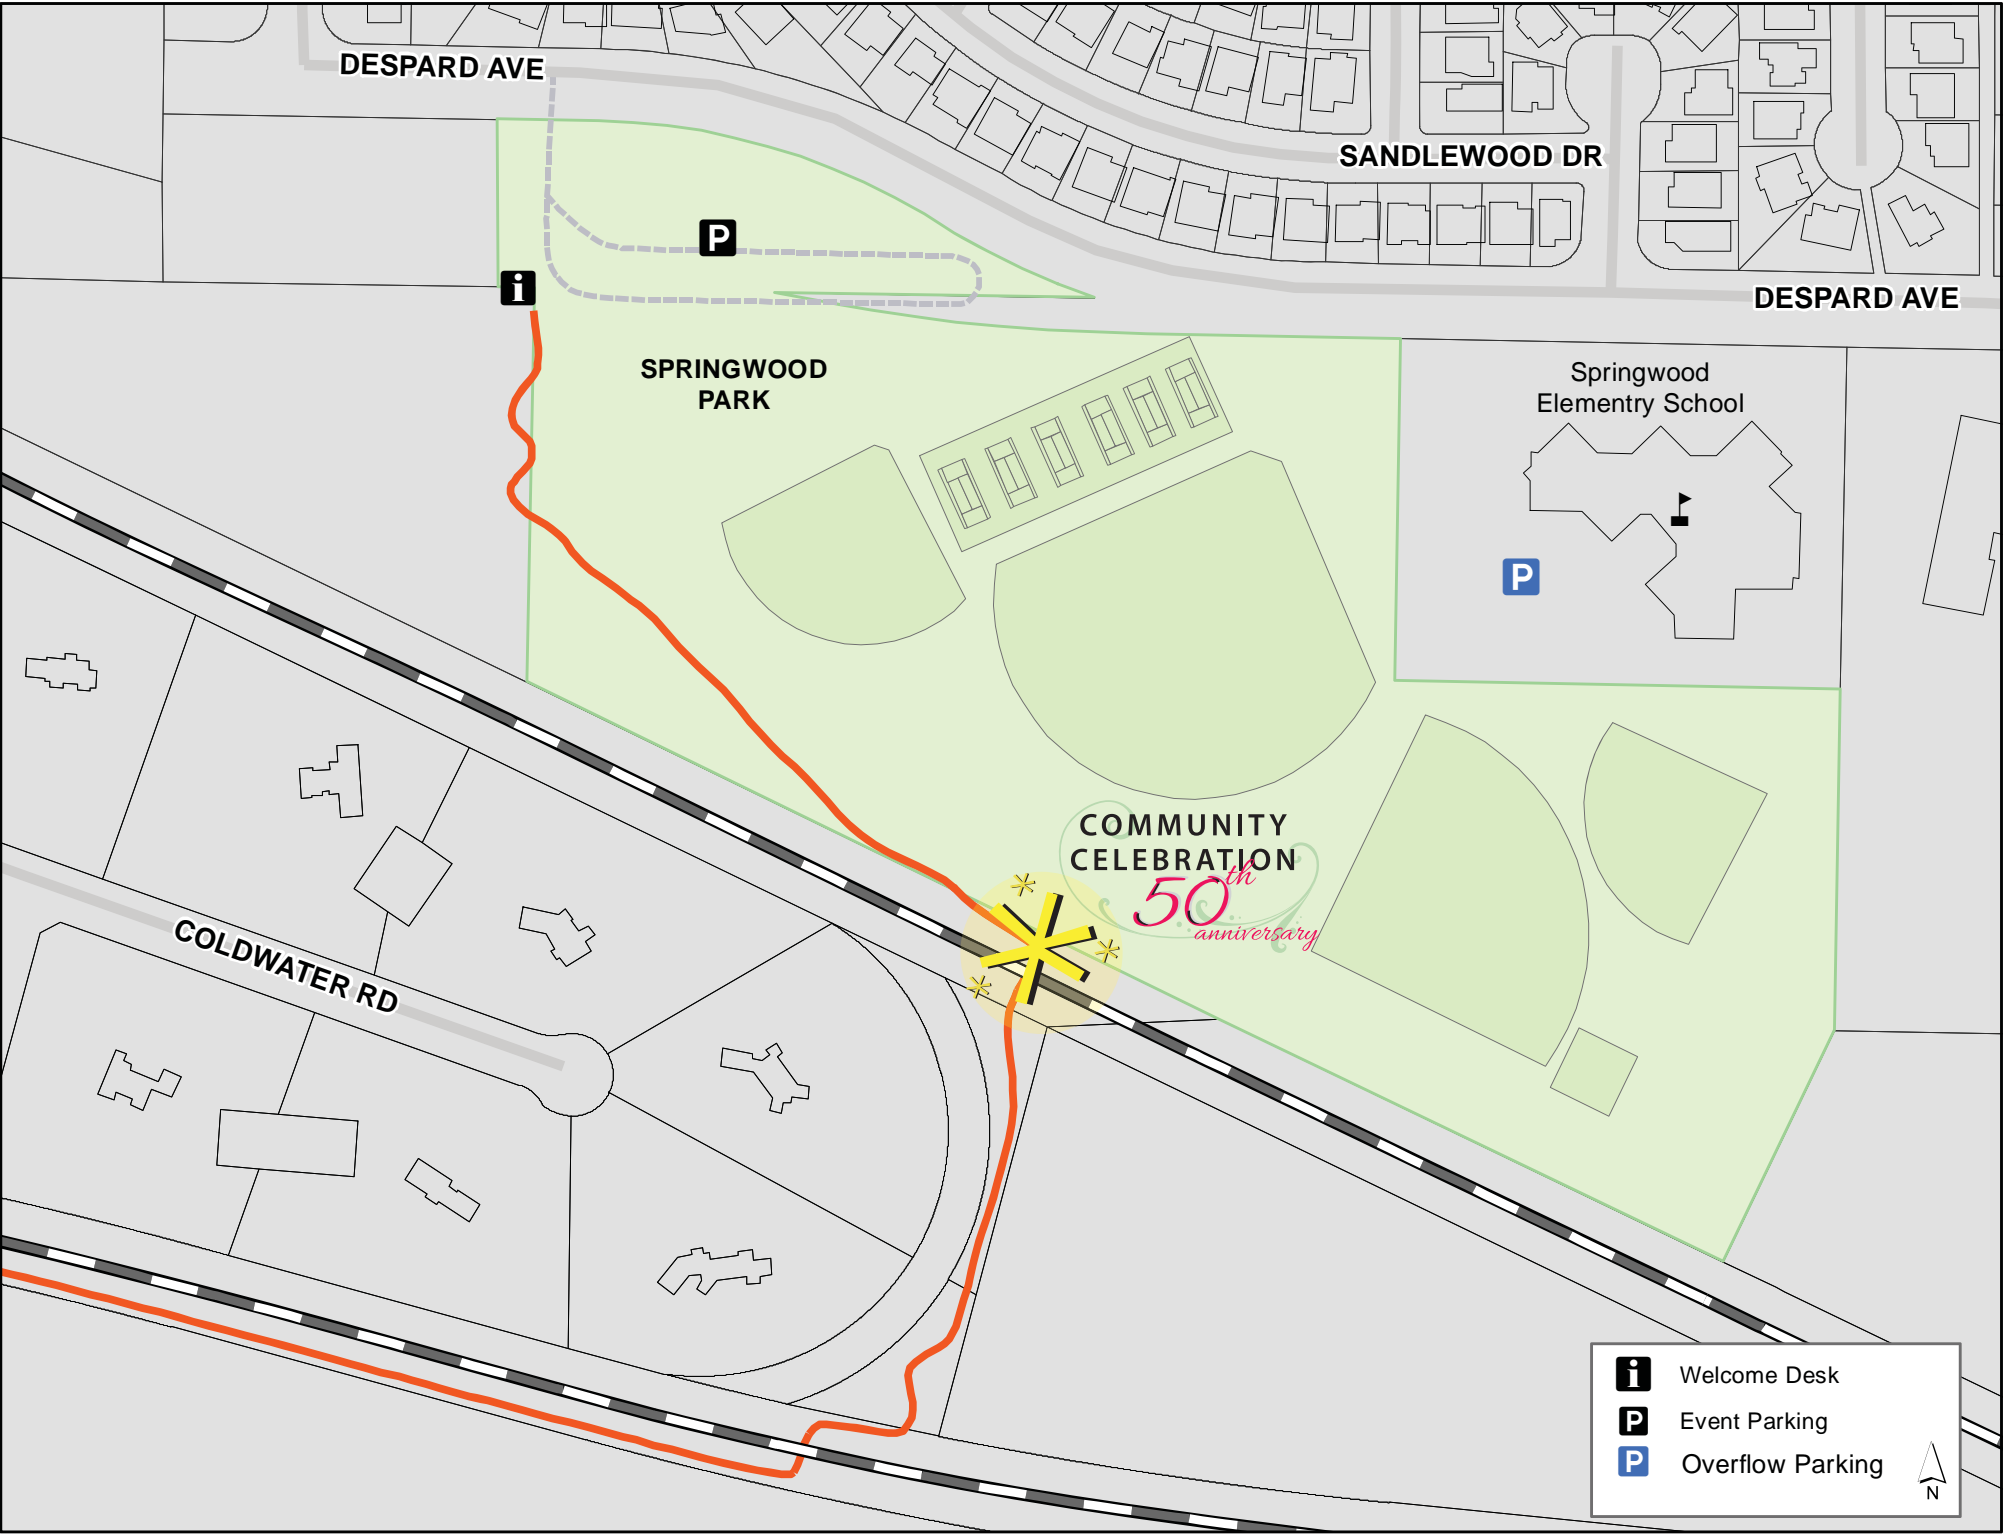 DESPARD AVE
SANDLEWOOD DR
P
i
DESPARD AVE
SPRINGWOOD
PARK
Springwood
Elementry School
P
COMMUNITY
CELEBRATION
50th
anniversary
COLDWATER RD
i Welcome Desk
P Event Parking
P Overflow Parking
N